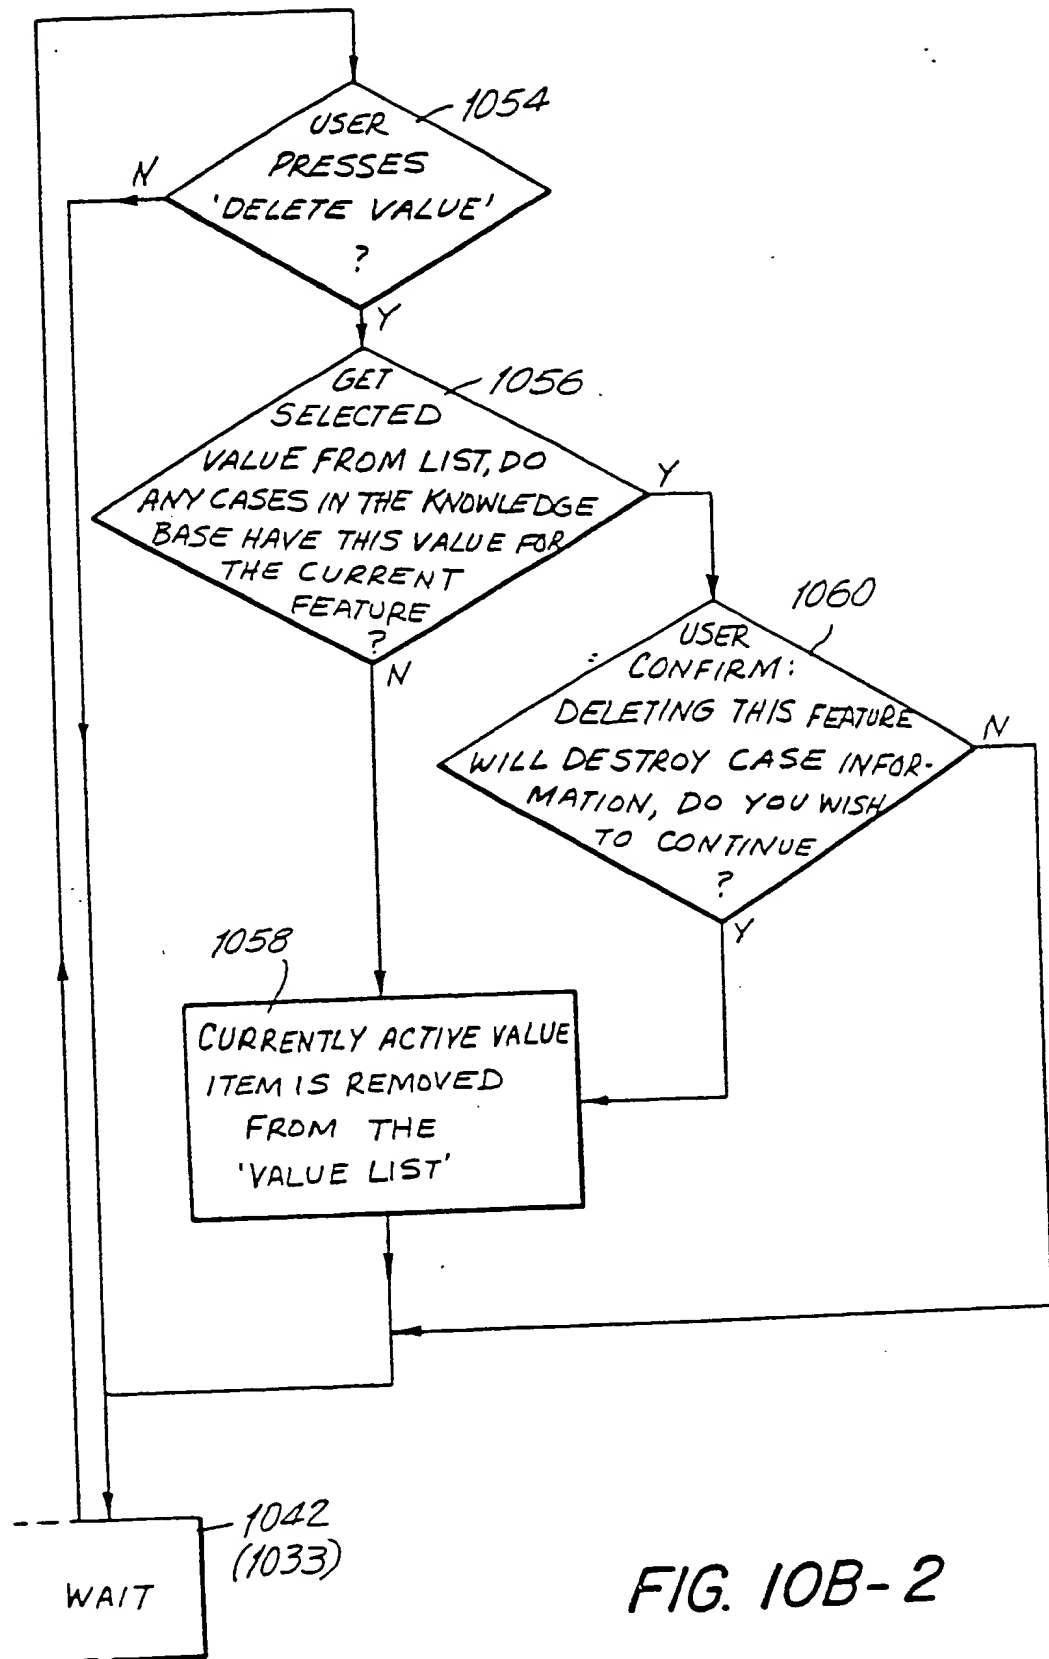 1054
USER
PRESSES
'DELETE VALUE'
?
N
Y
1056
GET
SELECTED
VALUE FROM LIST, DO
ANY CASES IN THE KNOWLEDGE
BASE HAVE THIS VALUE FOR
THE CURRENT
FEATURE
?
Y
N
1060
USER
CONFIRM:
DELETING THIS FEATURE
WILL DESTROY CASE INFOR-
MATION, DO YOU WISH
TO CONTINUE
?
N
Y
1058
CURRENTLY ACTIVE VALUE
ITEM IS REMOVED
FROM THE
'VALUE LIST'
1042
(1033)
WAIT
FIG. 10B-2